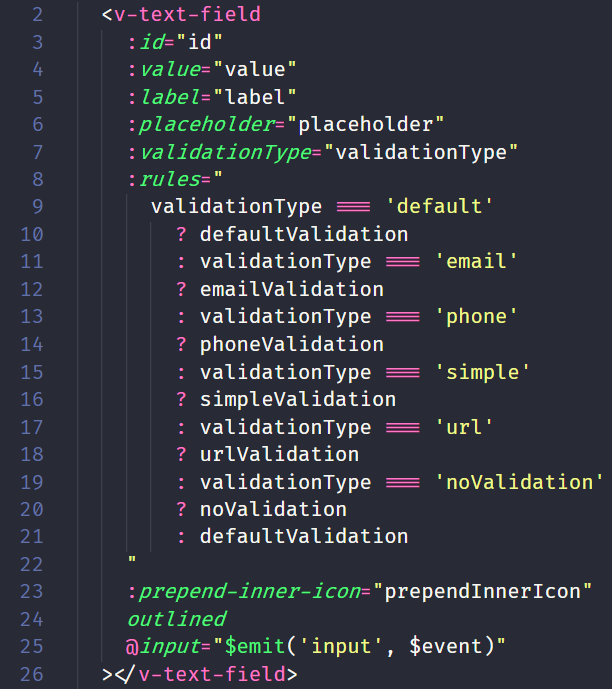 2 <v-text-field
3 :id="id"
4 :value="value"
5 :label="label"
6 :placeholder="placeholder"
7 :validationType="validationType"
8 :rules="
9 validationType === 'default'
10 ? defaultValidation
11 : validationType === 'email'
12 ? emailValidation
13 : validationType === 'phone'
14 ? phoneValidation
15 : validationType === 'simple'
16 ? simpleValidation
17 : validationType === 'url'
18 ? urlValidation
19 : validationType === 'noValidation'
20 ? noValidation
21 : defaultValidation
22 "
23 :prepend-inner-icon="prependInnerIcon"
24 outlined
25 @input="$emit('input', $event)"
26 ></v-text-field>